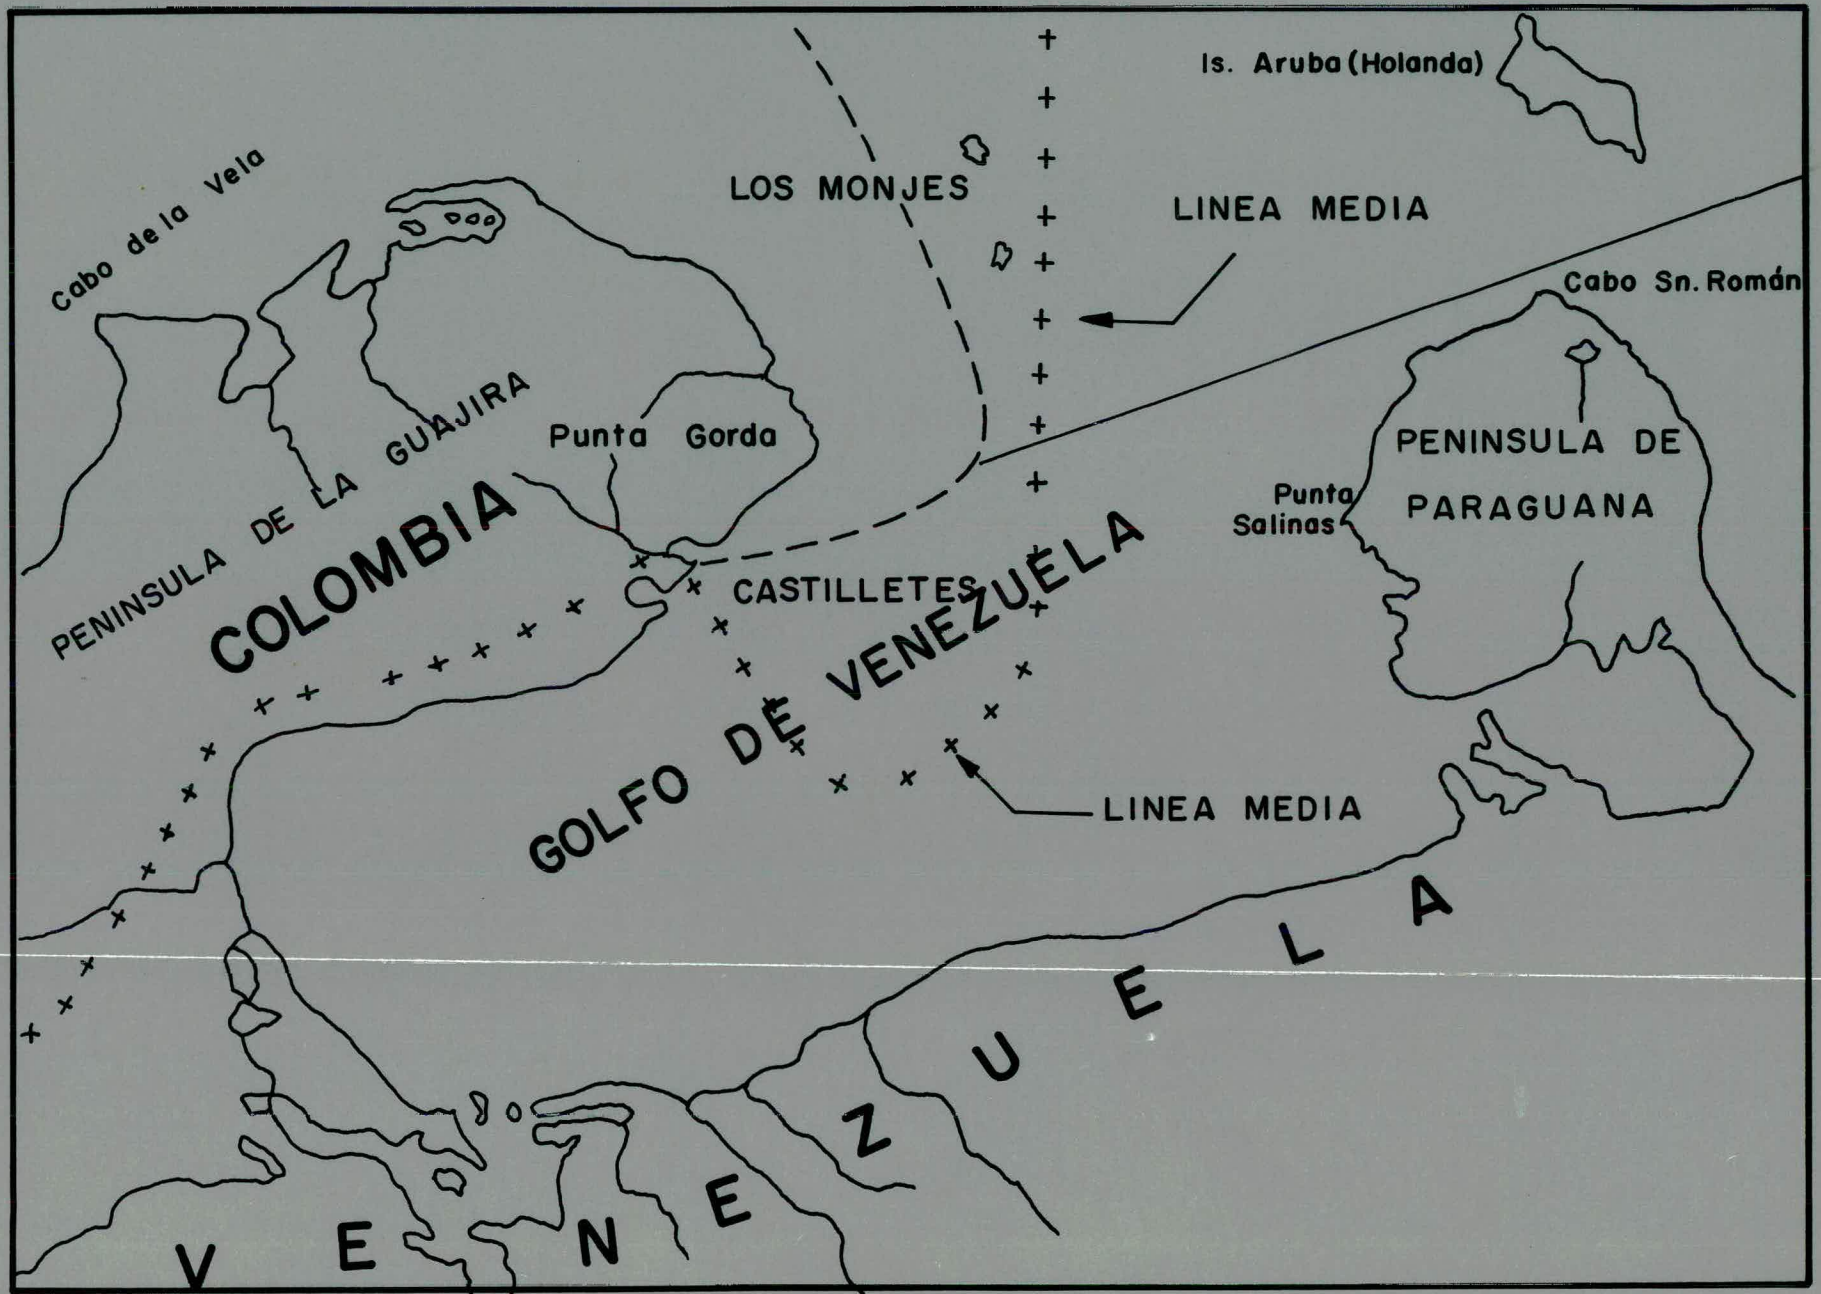 Is. Aruba (Holanda)
Cabo de la Vela
LOS MONJES
LINEA MEDIA
Cabo Sn. Román
PENINSULA DE LA GUAJIRA
Punta Gorda
PENINSULA DE
PARAGUANA
Punta
Salinas
COLOMBIA
CASTILLETES
GOLFO DE VENEZUELA
LINEA MEDIA
VENEZUELA